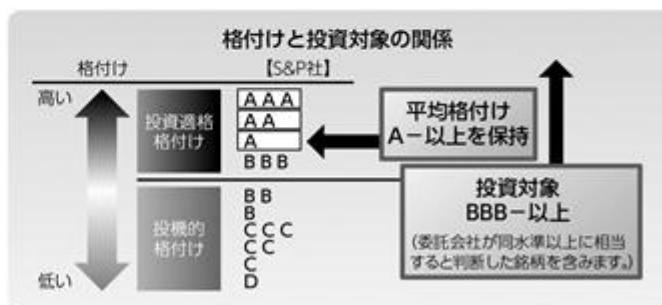 格付けと投資対象の関係
格付け
【S&P社】
高い
投資適格
格付け
AAA
AA
A
BBB
平均格付け
A－以上を保持
投機的
格付け
BB
B
CCC
CC
C
D
低い
投資対象
BBB－以上
(委託会社が同水準以上に相当
すると判断した銘柄を含みます。)